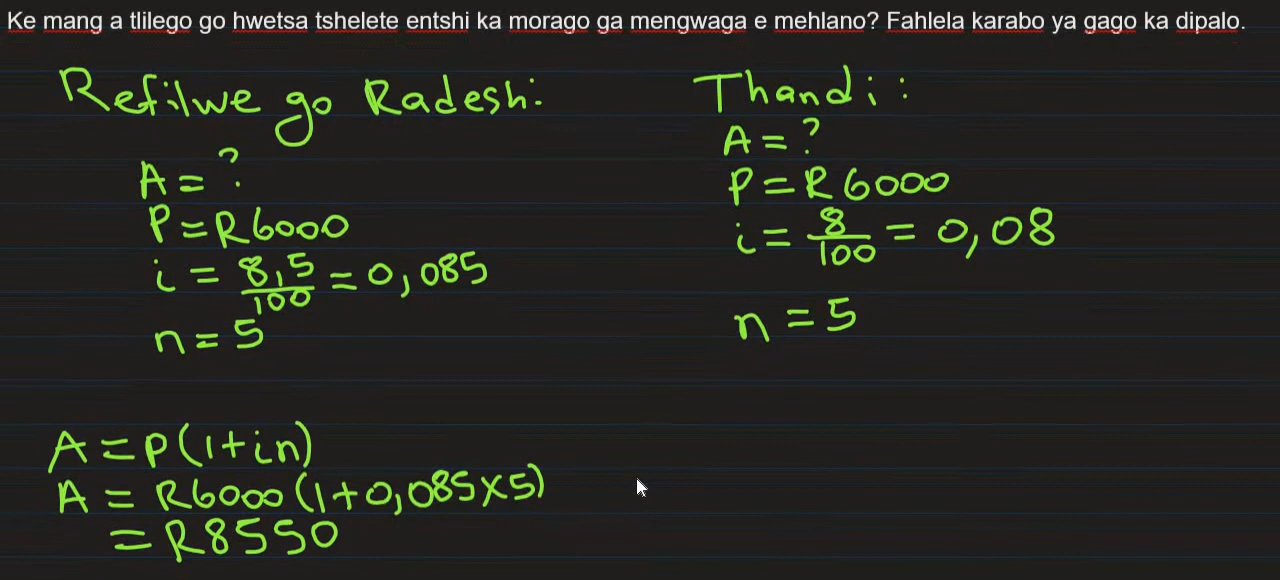 Ke mang a tlilego go hwetsa tshelete entshi ka morago ga mengwaga e mehlano? Fahlela karabo ya gago ka dipalo.
Refilwe go Radesh:
A = ?
P = R6000
i = 8,5/100 = 0,085
n = 5
A = P(1+in)
A = R6000(1+0,085×5)
= R8550
Thandi:
A = ?
P = R6000
i = 8/100 = 0,08
n = 5